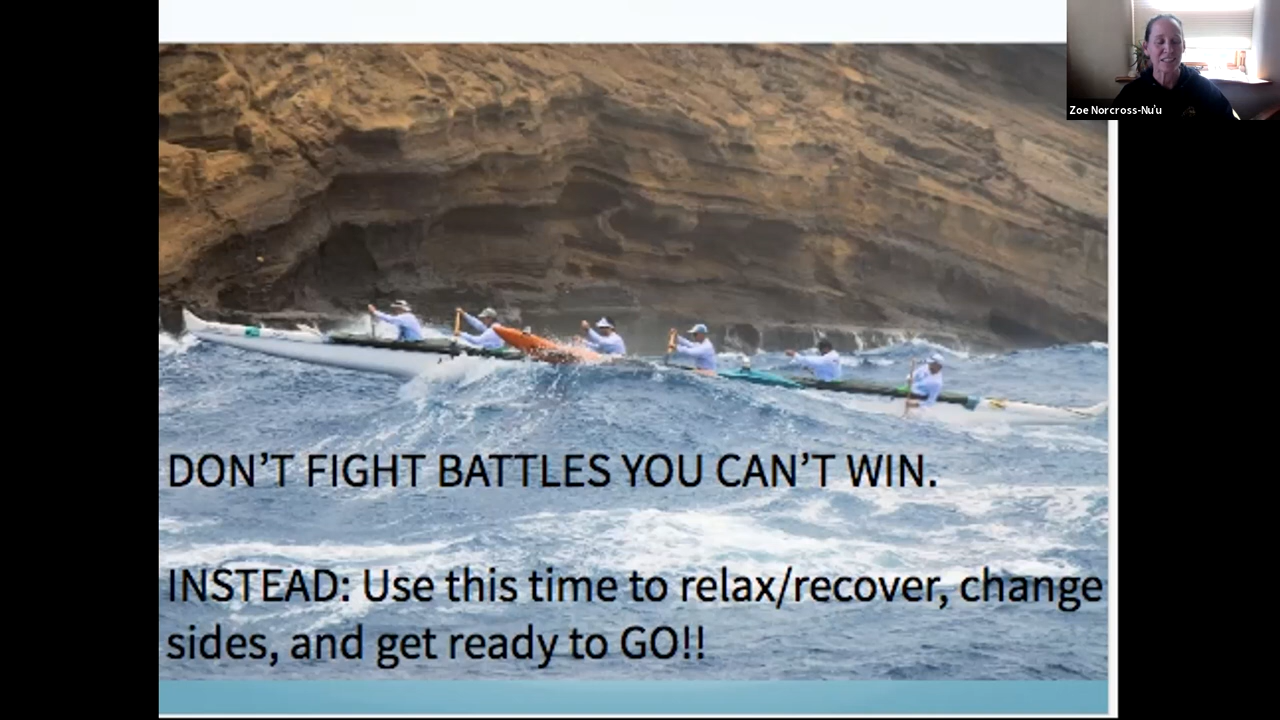 Zoe Norcross-Nu'u
DON'T FIGHT BATTLES YOU CAN'T WIN.
INSTEAD: Use this time to relax/recover, change
sides, and get ready to GO!!